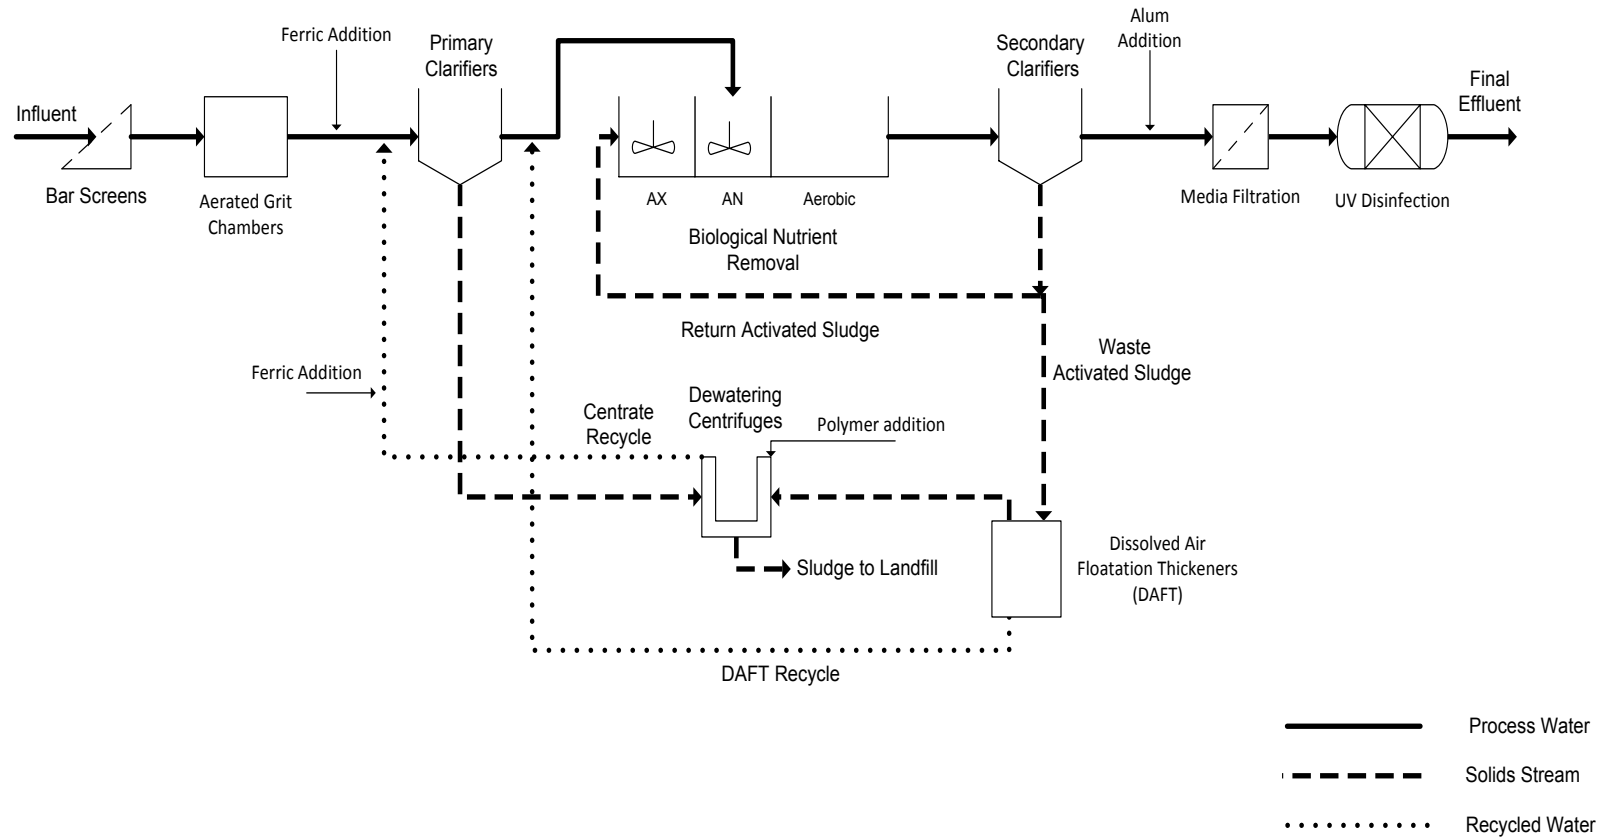 Alum
Addition
Ferric Addition
Primary
Clarifiers
Secondary
Clarifiers
Final
Effluent
Influent
Bar Screens
Aerated Grit
Chambers
AX
AN
Aerobic
Media Filtration
UV Disinfection
Biological Nutrient
Removal
Return Activated Sludge
Waste
Activated Sludge
Ferric Addition
Centrate
Recycle
Dewatering
Centrifuges
Polymer addition
Sludge to Landfill
Dissolved Air
Floatation Thickeners
(DAFT)
DAFT Recycle
Process Water
Solids Stream
Recycled Water